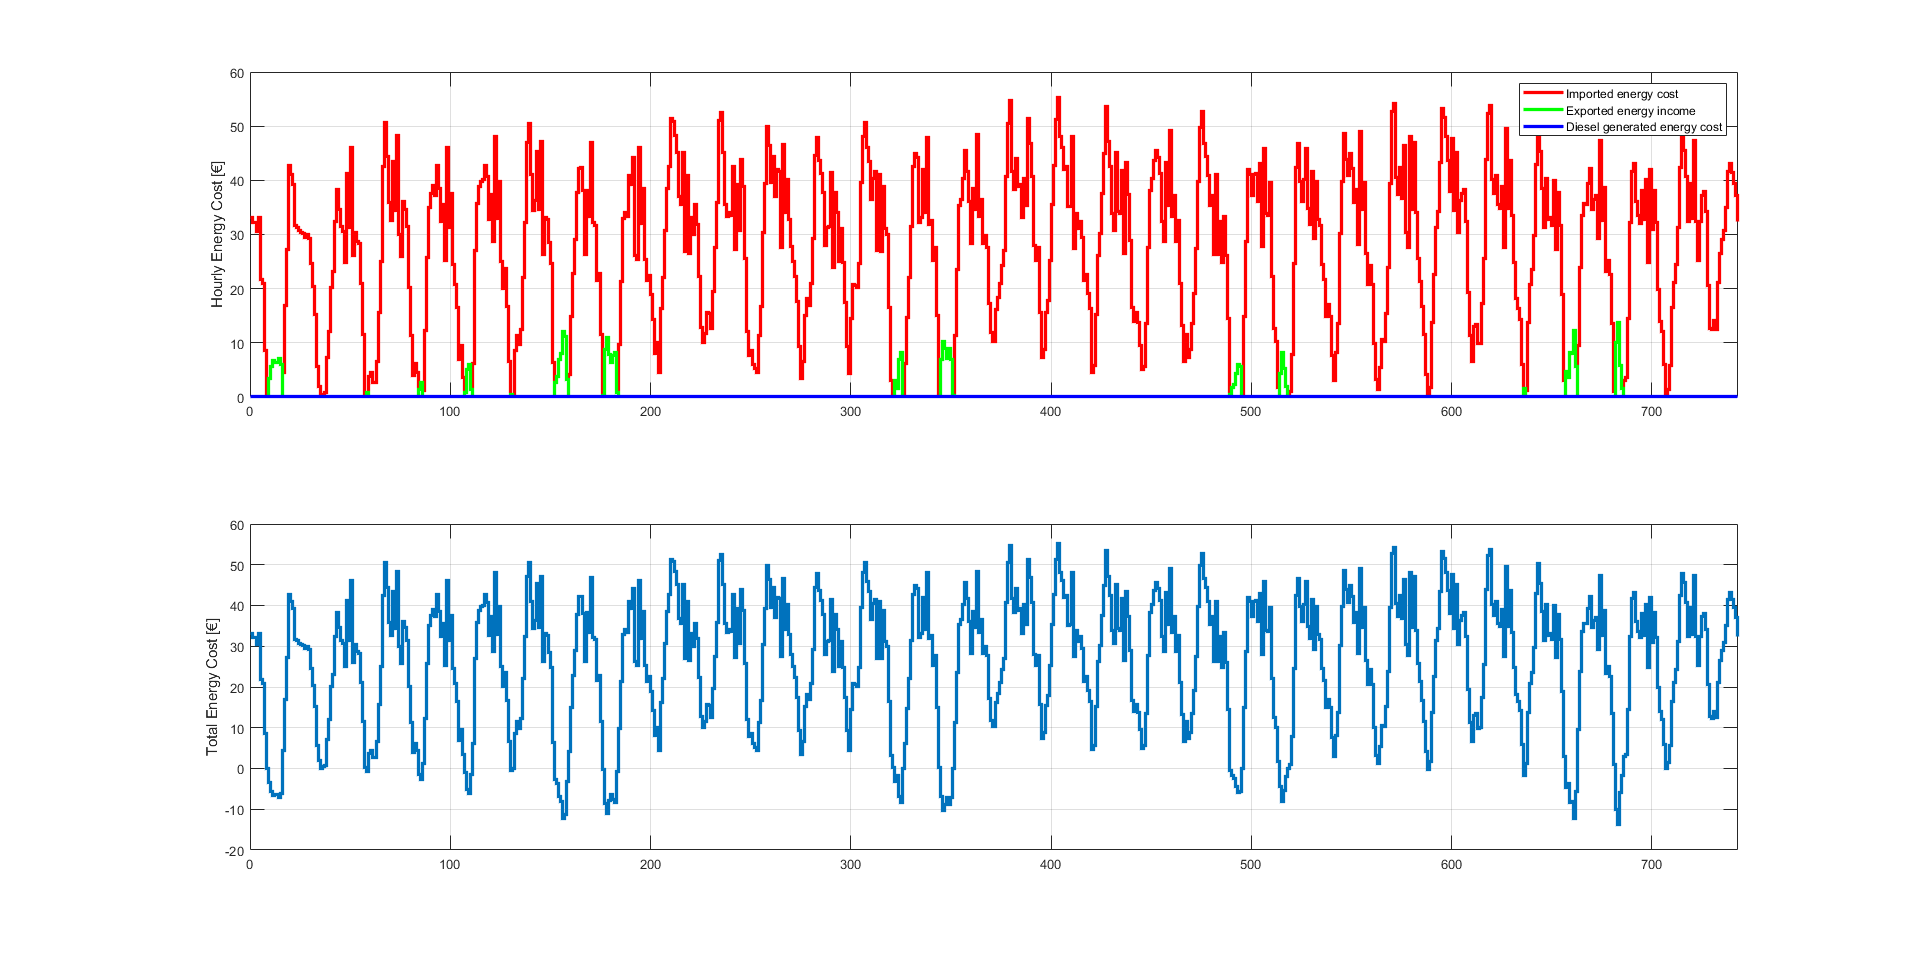 60
50
40
30
20
10
0
Hourly Energy Cost [€]
Imported energy cost
Exported energy income
Diesel generated energy cost
0 100 200 300 400 500 600 700
60
50
40
30
20
10
0
-10
-20
Total Energy Cost [€]
0 100 200 300 400 500 600 700